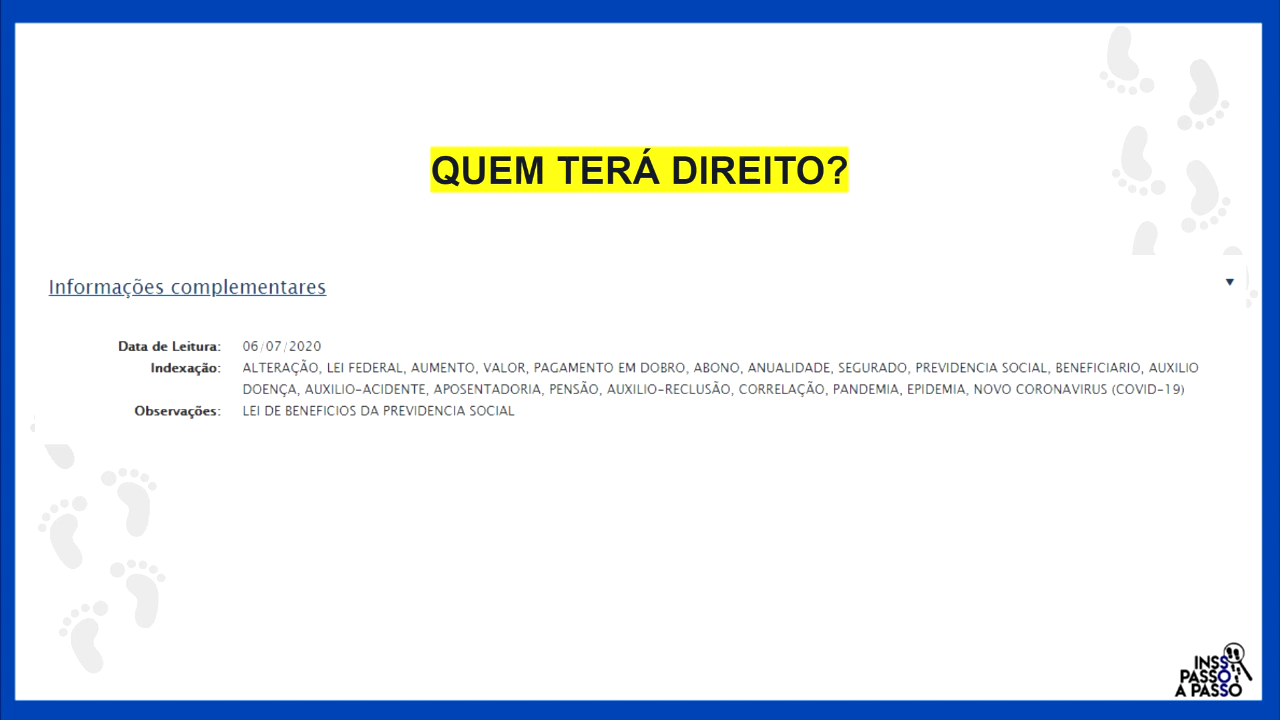 QUEM TERÁ DIREITO?
Informações complementares
Data de Leitura: 06/07/2020
Indexação: ALTERAÇÃO, LEI FEDERAL, AUMENTO, VALOR, PAGAMENTO EM DOBRO, ABONO, ANUALIDADE, SEGURADO, PREVIDENCIA SOCIAL, BENEFICIARIO, AUXILIO
DOENÇA, AUXILIO-ACIDENTE, APOSENTADORIA, PENSÃO, AUXILIO-RECLUSÃO, CORRELAÇÃO, PANDEMIA, EPIDEMIA, NOVO CORONAVIRUS (COVID-19)
Observações: LEI DE BENEFICIOS DA PREVIDENCIA SOCIAL
INSS
PASSO
A PASSO